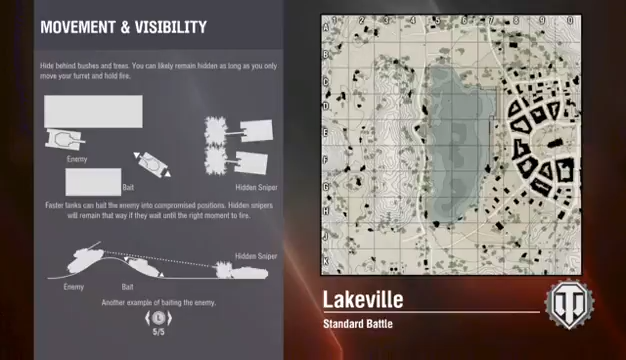 MOVEMENT & VISIBILITY
Hide behind bushes and trees. You can likely remain hidden as long as you only
move your turret and hold fire.
Enemy
Bait
Hidden Sniper
Faster tanks can bait the enemy into compromised positions. Hidden snipers
will remain that way if they wait until the right moment to fire.
Hidden Sniper
Enemy
Bait
Another example of baiting the enemy.
L
5/5
1 2 3 4 5 6 7 8 9 0
A
B
C
D
E
F
G
H
J
K
Lakeville
Standard Battle